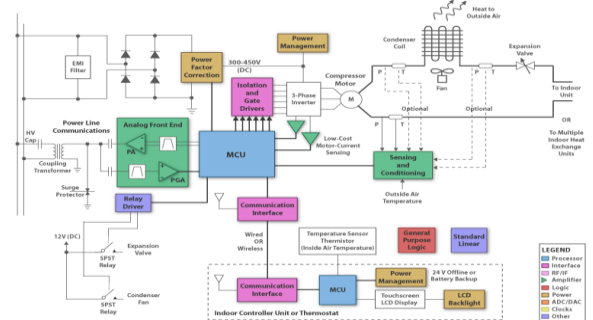 Heat to
Outside Air
Condenser
Coil
Expansion
Valve
Power
Management
Power
Factor
Correction
300-450V
(DC)
EMI
Filter
Isolation
and
Gate
Drivers
3-Phase
Inverter
Compressor
Motor
M
P
T
Fan
P
T
To Indoor
Unit
Optional
Optional
OR
P
T
To Multiple
Indoor Heat
Exchange
Units
HV
Cap
Power Line
Communications
Analog Front End
PA
PGA
MCU
Low-Cost
Motor-Current
Sensing
Sensing
and
Conditioning
Coupling
Transformer
Surge
Protector
Outside Air
Temperature
Relay
Driver
Communication
Interface
12V (DC)
Expansion
Valve
SPST
Relay
Wired
OR
Wireless
Temperature Sensor
Thermistor
(Inside Air Temperature)
General
Purpose
Logic
Standard
Linear
Condenser
Fan
SPST
Relay
Communication
Interface
MCU
Power
Management
24 V Offline or
Battery Backup
Touchscreen
LCD Display
LCD
Backlight
Indoor Controller Unit or Thermostat
LEGEND
Processor
Interface
RF/IF
Amplifier
Logic
Power
ADC/DAC
Clocks
Other